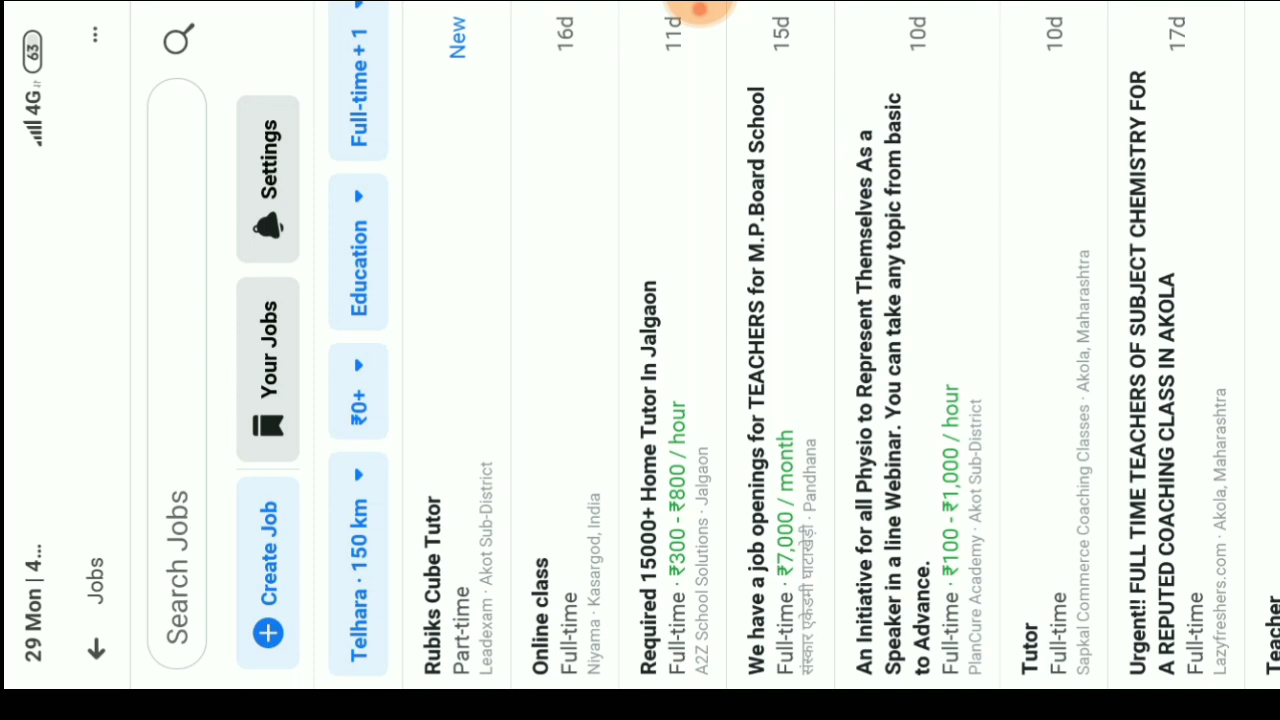 29 Mon | 4...
4G 63
Jobs
Search Jobs
Create Job
Your Jobs
Settings
Telhara · 150 km
₹0+
Education
Full-time + 1
Rubiks Cube Tutor
New
Part-time
Leadexam · Akot Sub-District
Online class
16d
Full-time
Niyama · Kasargod, India
Required 15000+ Home Tutor In Jalgaon
11d
Full-time · ₹300 - ₹800 / hour
A2Z School Solutions · Jalgaon
We have a job openings for TEACHERS for M.P.Board School
15d
Full-time · ₹7,000 / month
संस्कार एकेडमी घाटाखेड़ी · Pandhana
An Initiative for all Physio to Represent Themselves As a
10d
Speaker in a line Webinar. You can take any topic from basic
to Advance.
Full-time · ₹100 - ₹1,000 / hour
PlanCure Academy · Akot Sub-District
Tutor
10d
Full-time
Sapkal Commerce Coaching Classes · Akola, Maharashtra
Urgent!! FULL TIME TEACHERS OF SUBJECT CHEMISTRY FOR
17d
A REPUTED COACHING CLASS IN AKOLA
Full-time
Lazyfreshers.com · Akola, Maharashtra
Teacher